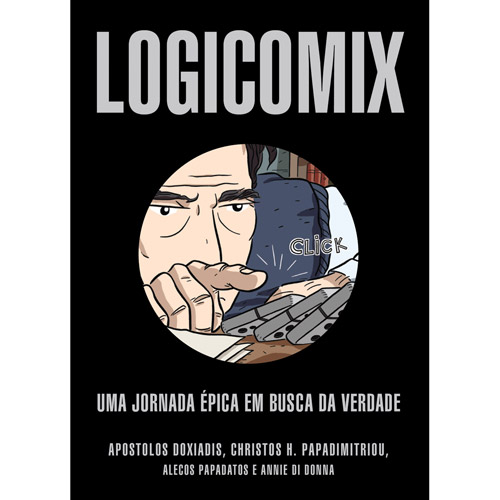 LOGICOMIX
CLICK
UMA JORNADA ÉPICA EM BUSCA DA VERDADE
APOSTOLOS DOXIADIS, CHRISTOS H. PAPADIMITRIOU,
ALECOS PAPADATOS E ANNIE DI DONNA